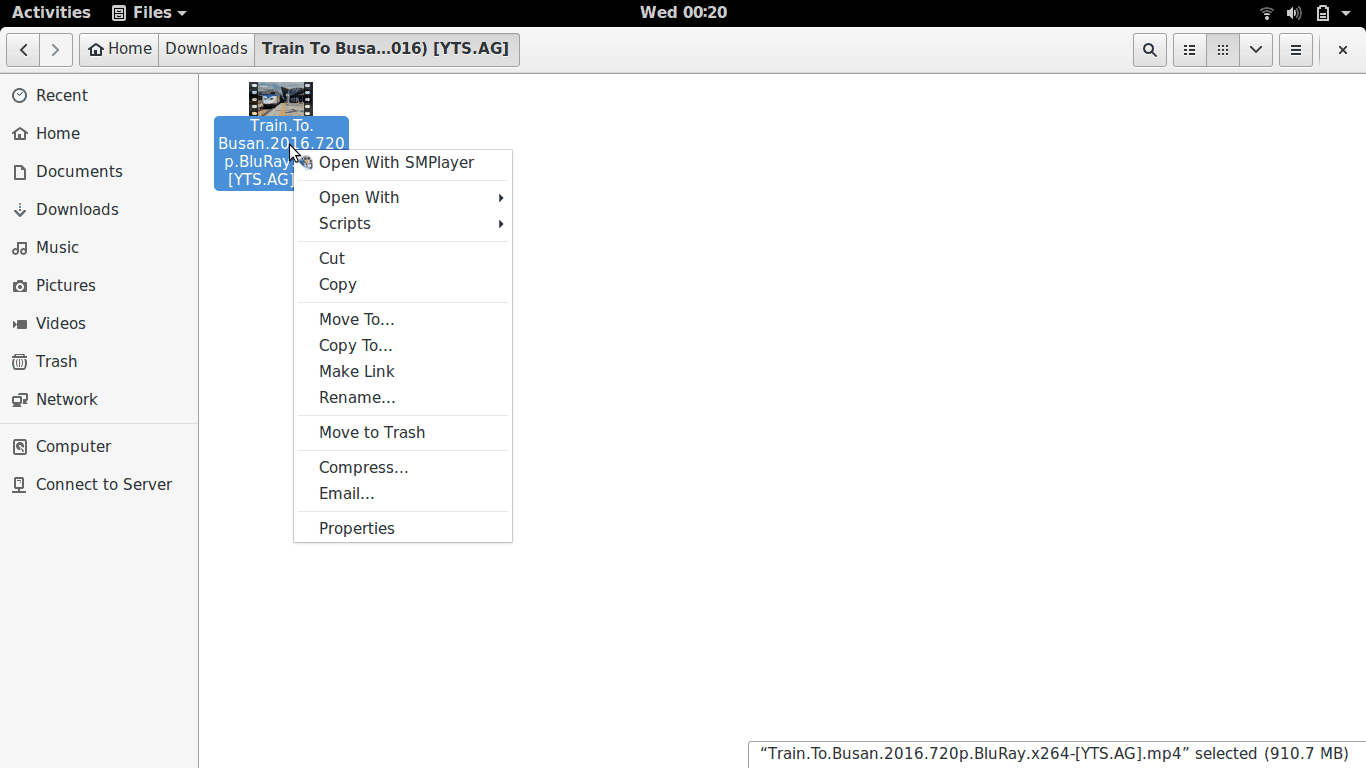 Activities Files Wed 00:20
Home Downloads Train To Busa...016) [YTS.AG]
Recent
Home
Documents
Downloads
Music
Pictures
Videos
Trash
Network
Computer
Connect to Server
Train.To.
Busan.2016.720
p.BluRay.
[YTS.AG]
Open With SMPlayer
Open With
Scripts
Cut
Copy
Move To...
Copy To...
Make Link
Rename...
Move to Trash
Compress...
Email...
Properties
“Train.To.Busan.2016.720p.BluRay.x264-[YTS.AG].mp4” selected (910.7 MB)